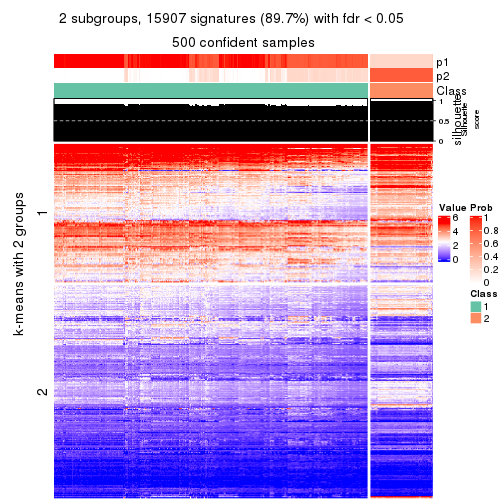 2 subgroups, 15907 signatures (89.7%) with fdr < 0.05
500 confident samples
p1
p2
Class
silhouette
Silhouette
score
1
0.5
0
k-means with 2 groups
1
2
Value
6
4
2
0
Prob
1
0.8
0.6
0.4
0.2
0
Class
1
2